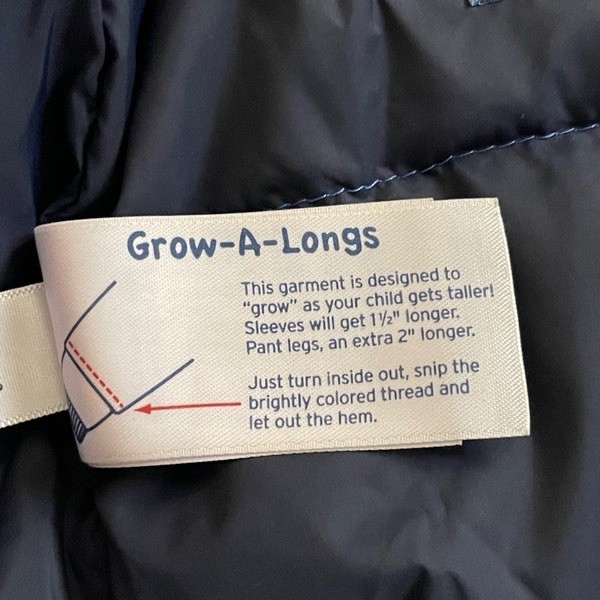 Grow-A-Longs
This garment is designed to
"grow" as your child gets taller!
Sleeves will get 1½" longer.
Pant legs, an extra 2" longer.
Just turn inside out, snip the
brightly colored thread and
let out the hem.